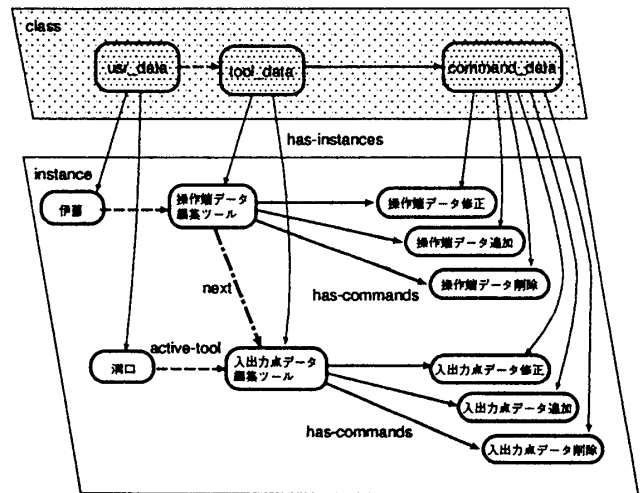 class
us/_data
tool_data
command_data
has-instances
instance
伊藤
操作端データ
編集ツール
操作端データ修正
操作端データ追加
操作端データ削除
next
has-commands
active-tool
溝口
入出力点データ
編集ツール
入出力点データ修正
入出力点データ追加
入出力点データ削除
has-commands